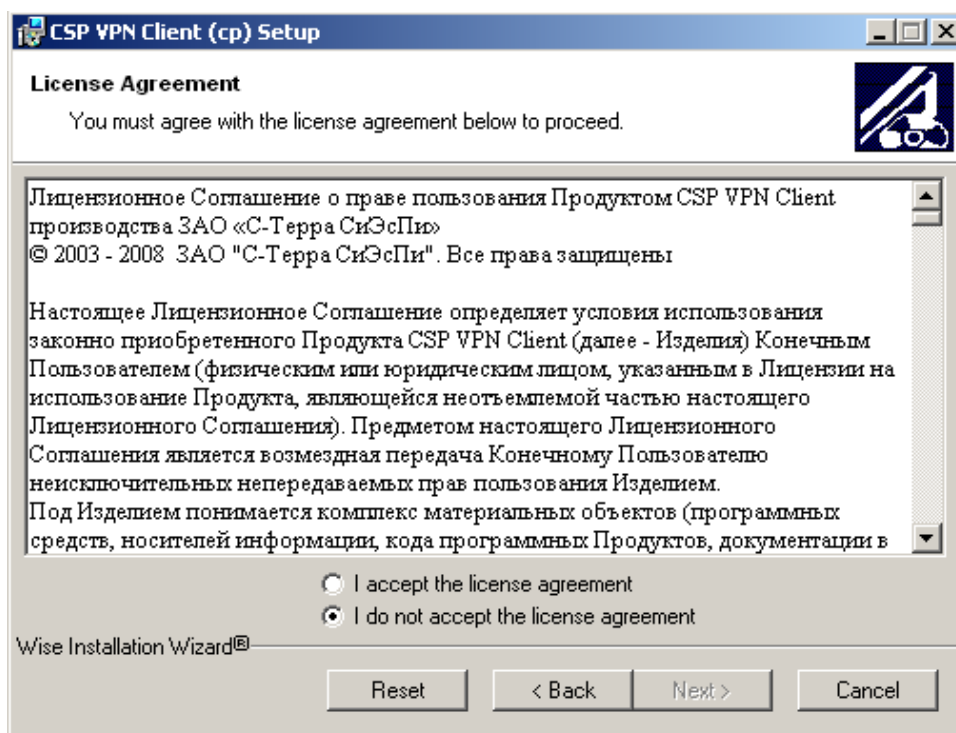 CSP VPN Client (cp) Setup
License Agreement
You must agree with the license agreement below to proceed.
Лицензионное Соглашение о праве пользования Продуктом CSP VPN Client
производства ЗАО «С-Терра СиЭсПи»
© 2003 - 2008 ЗАО "С-Терра СиЭсПи". Все права защищены
Настоящее Лицензионное Соглашение определяет условия использования
законно приобретенного Продукта CSP VPN Client (далее - Изделия) Конечным
Пользователем (физическим или юридическим лицом, указанным в Лицензии на
использование Продукта, являющейся неотъемлемой частью настоящего
Лицензионного Соглашения). Предметом настоящего Лицензионного
Соглашения является возмездная передача Конечному Пользователю
неисключительных непередаваемых прав пользования Изделием.
Под Изделием понимается комплекс материальных объектов (программных
средств, носителей информации, кода программных Продуктов, документации в
I accept the license agreement
I do not accept the license agreement
Wise Installation Wizard®
Reset
< Back
Next >
Cancel